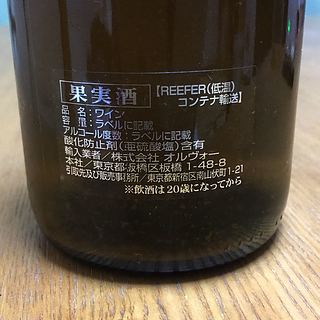 果実酒 【REEFER(低温)
コンテナ輸送】
品名：ワイン
容量：ラベルに記載
アルコール度数：ラベルに記載
酸化防止剤(亜硫酸塩)含有
輸入業者／株式会社 オルヴォー
本社／東京都板橋区板橋 1-48-8
引取先及び販売事務所／東京都新宿区南山伏町1-21
※飲酒は20歳になってから